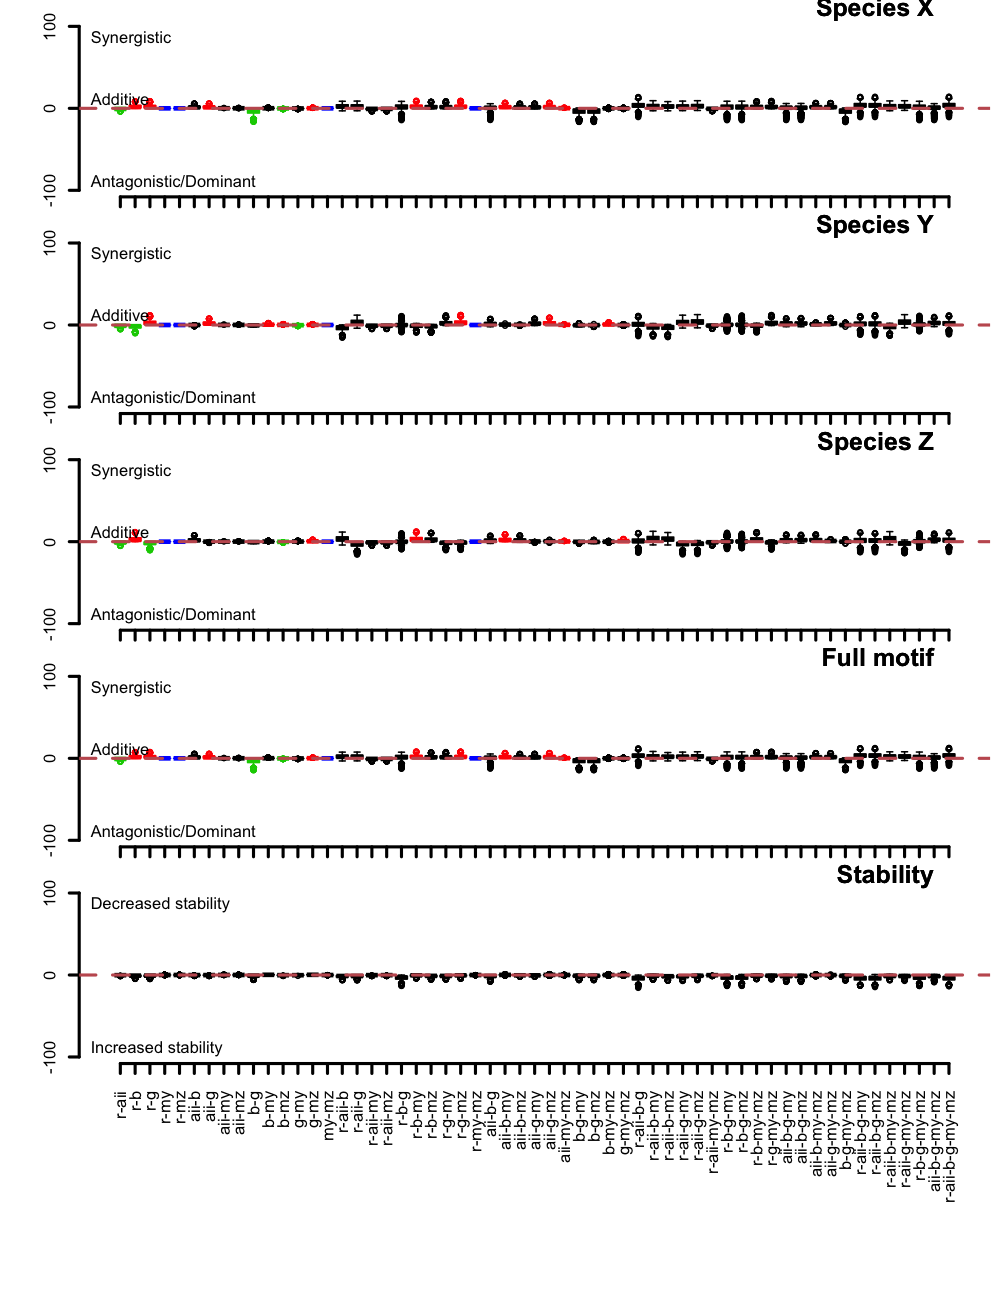 Species X
100
0
-100
Synergistic
Additive
Antagonistic/Dominant
Species Y
100
0
-100
Synergistic
Additive
Antagonistic/Dominant
Species Z
100
0
-100
Synergistic
Additive
Antagonistic/Dominant
Full motif
100
0
-100
Synergistic
Additive
Antagonistic/Dominant
Stability
100
0
-100
Decreased stability
Increased stability
r-aii
r-b
r-g
r-my
r-mz
aii-b
aii-g
aii-my
aii-mz
b-g
b-my
b-mz
g-my
g-mz
my-mz
r-aii-b
r-aii-g
r-aii-my
r-aii-mz
r-b-g
r-b-my
r-b-mz
r-g-my
r-g-mz
r-my-mz
aii-b-g
aii-b-my
aii-b-mz
aii-g-my
aii-g-mz
aii-my-mz
b-g-my
b-g-mz
b-my-mz
g-my-mz
r-aii-b-g
r-aii-b-my
r-aii-b-mz
r-aii-g-my
r-aii-g-mz
r-aii-my-mz
r-b-g-my
r-b-g-mz
r-b-my-mz
r-g-my-mz
aii-b-g-my
aii-b-g-mz
aii-b-my-mz
aii-g-my-mz
b-g-my-mz
r-aii-b-g-my
r-aii-b-g-mz
r-aii-b-my-mz
r-aii-g-my-mz
r-b-g-my-mz
aii-b-g-my-mz
r-aii-b-g-my-mz